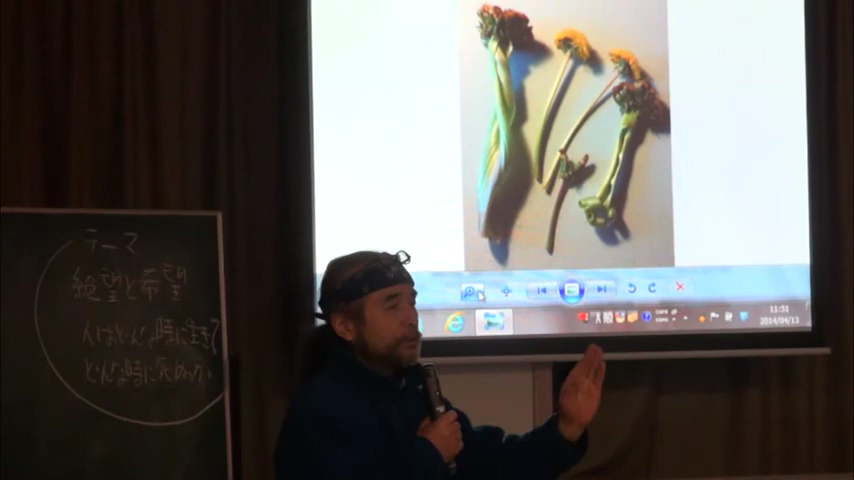 テーマ
絶望と希望
人はどんな時に生き
どんな時に死ぬのか
11:51
2014/04/13